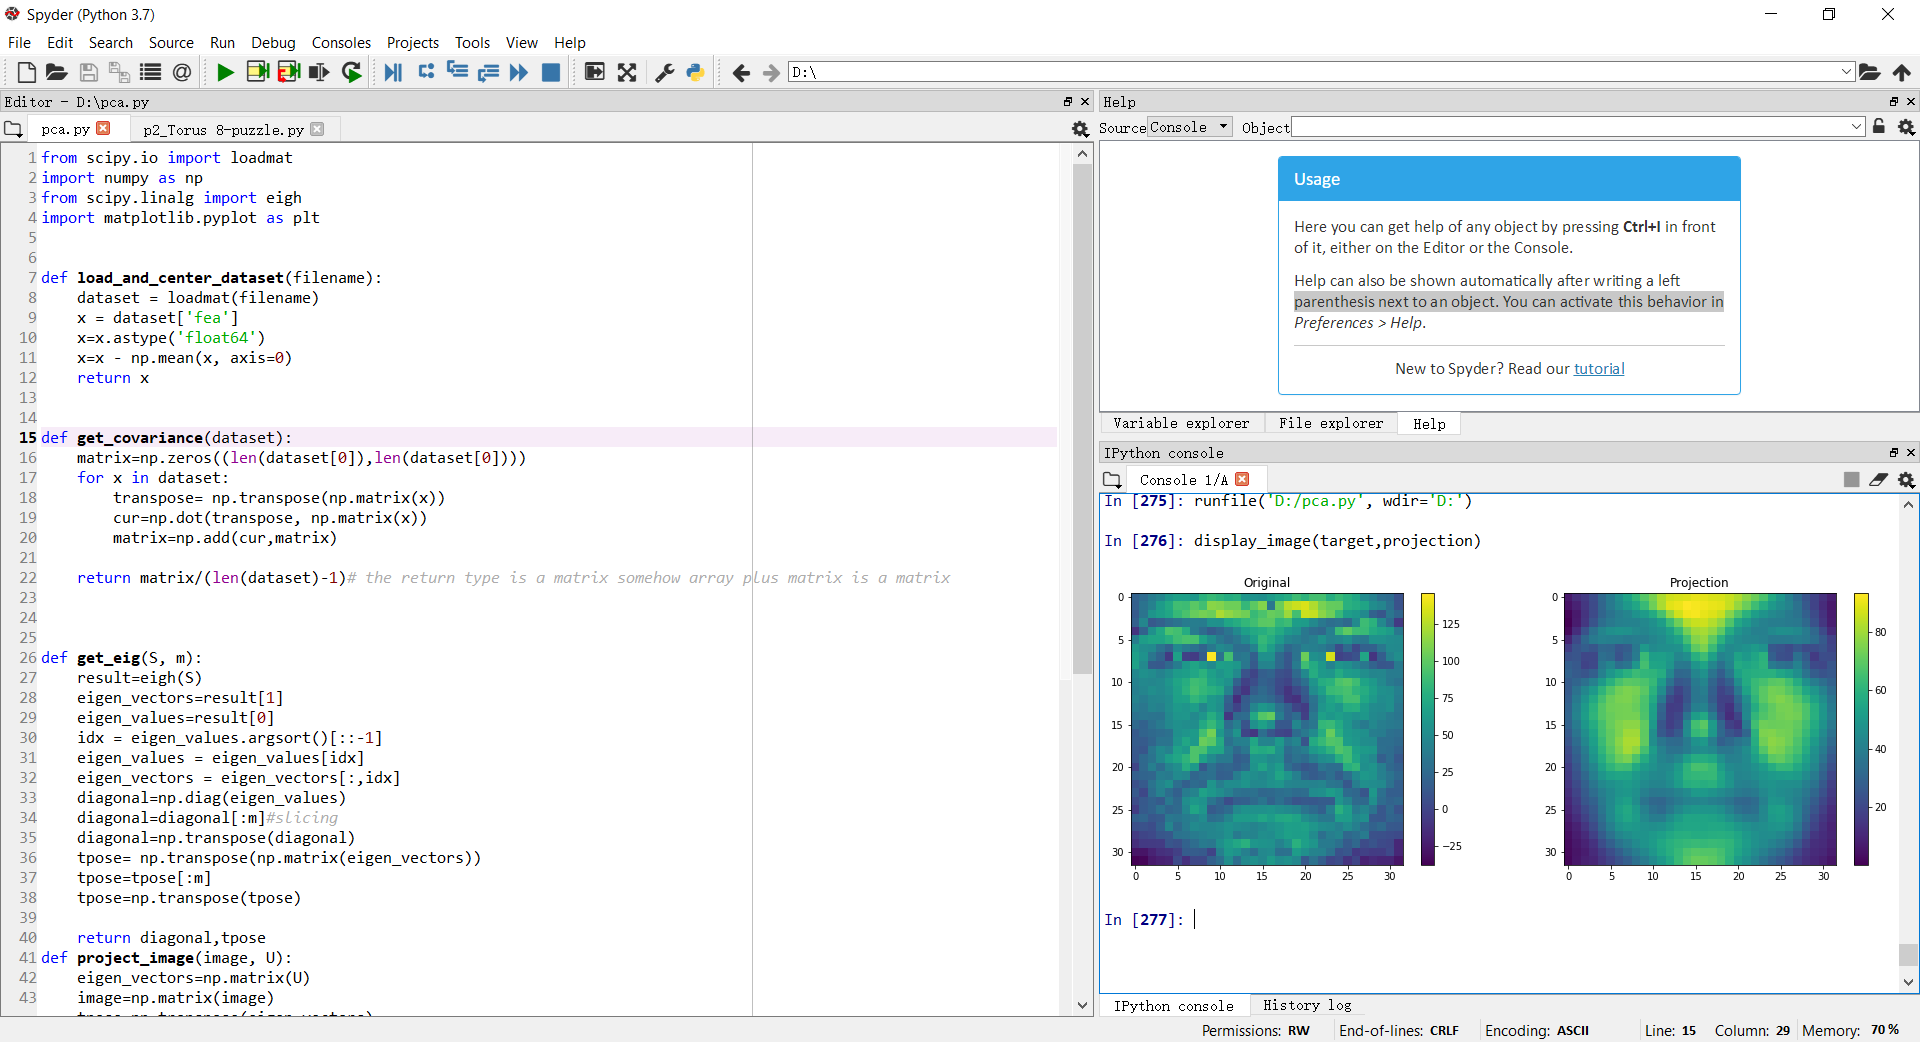 Spyder (Python 3.7)
File Edit Search Source Run Debug Consoles Projects Tools View Help
D:\
Editor - D:\pca.py
pca.py p2_Torus 8-puzzle.py
1 from scipy.io import loadmat
2 import numpy as np
3 from scipy.linalg import eigh
4 import matplotlib.pyplot as plt
5
6
7 def load_and_center_dataset(filename):
8     dataset = loadmat(filename)
9     x = dataset['fea']
10     x=x.astype('float64')
11     x=x - np.mean(x, axis=0)
12     return x
13
14
15 def get_covariance(dataset):
16     matrix=np.zeros((len(dataset[0]),len(dataset[0])))
17     for x in dataset:
18         transpose= np.transpose(np.matrix(x))
19         cur=np.dot(transpose, np.matrix(x))
20         matrix=np.add(cur,matrix)
21
22     return matrix/(len(dataset)-1)# the return type is a matrix somehow array plus matrix is a matrix
23
24
25
26 def get_eig(S, m):
27     result=eigh(S)
28     eigen_vectors=result[1]
29     eigen_values=result[0]
30     idx = eigen_values.argsort()[::-1]
31     eigen_values = eigen_values[idx]
32     eigen_vectors = eigen_vectors[:,idx]
33     diagonal=np.diag(eigen_values)
34     diagonal=diagonal[:m]#slicing
35     diagonal=np.transpose(diagonal)
36     tpose= np.transpose(np.matrix(eigen_vectors))
37     tpose=tpose[:m]
38     tpose=np.transpose(tpose)
39
40     return diagonal,tpose
41 def project_image(image, U):
42     eigen_vectors=np.matrix(U)
43     image=np.matrix(image)
Help
Source Console Object
Usage
Here you can get help of any object by pressing Ctrl+I in front
of it, either on the Editor or the Console.
Help can also be shown automatically after writing a left
parenthesis next to an object. You can activate this behavior in
Preferences > Help.
New to Spyder? Read our tutorial
Variable explorer File explorer Help
IPython console
Console 1/A
In [275]: runfile('D:/pca.py', wdir='D:')
In [276]: display_image(target,projection)
Original
0
5
10
15
20
25
30
0 5 10 15 20 25 30
125
100
75
50
25
0
−25
Projection
0
5
10
15
20
25
30
0 5 10 15 20 25 30
80
60
40
20
In [277]:
IPython console History log
Permissions: RW End-of-lines: CRLF Encoding: ASCII Line: 15 Column: 29 Memory: 70 %